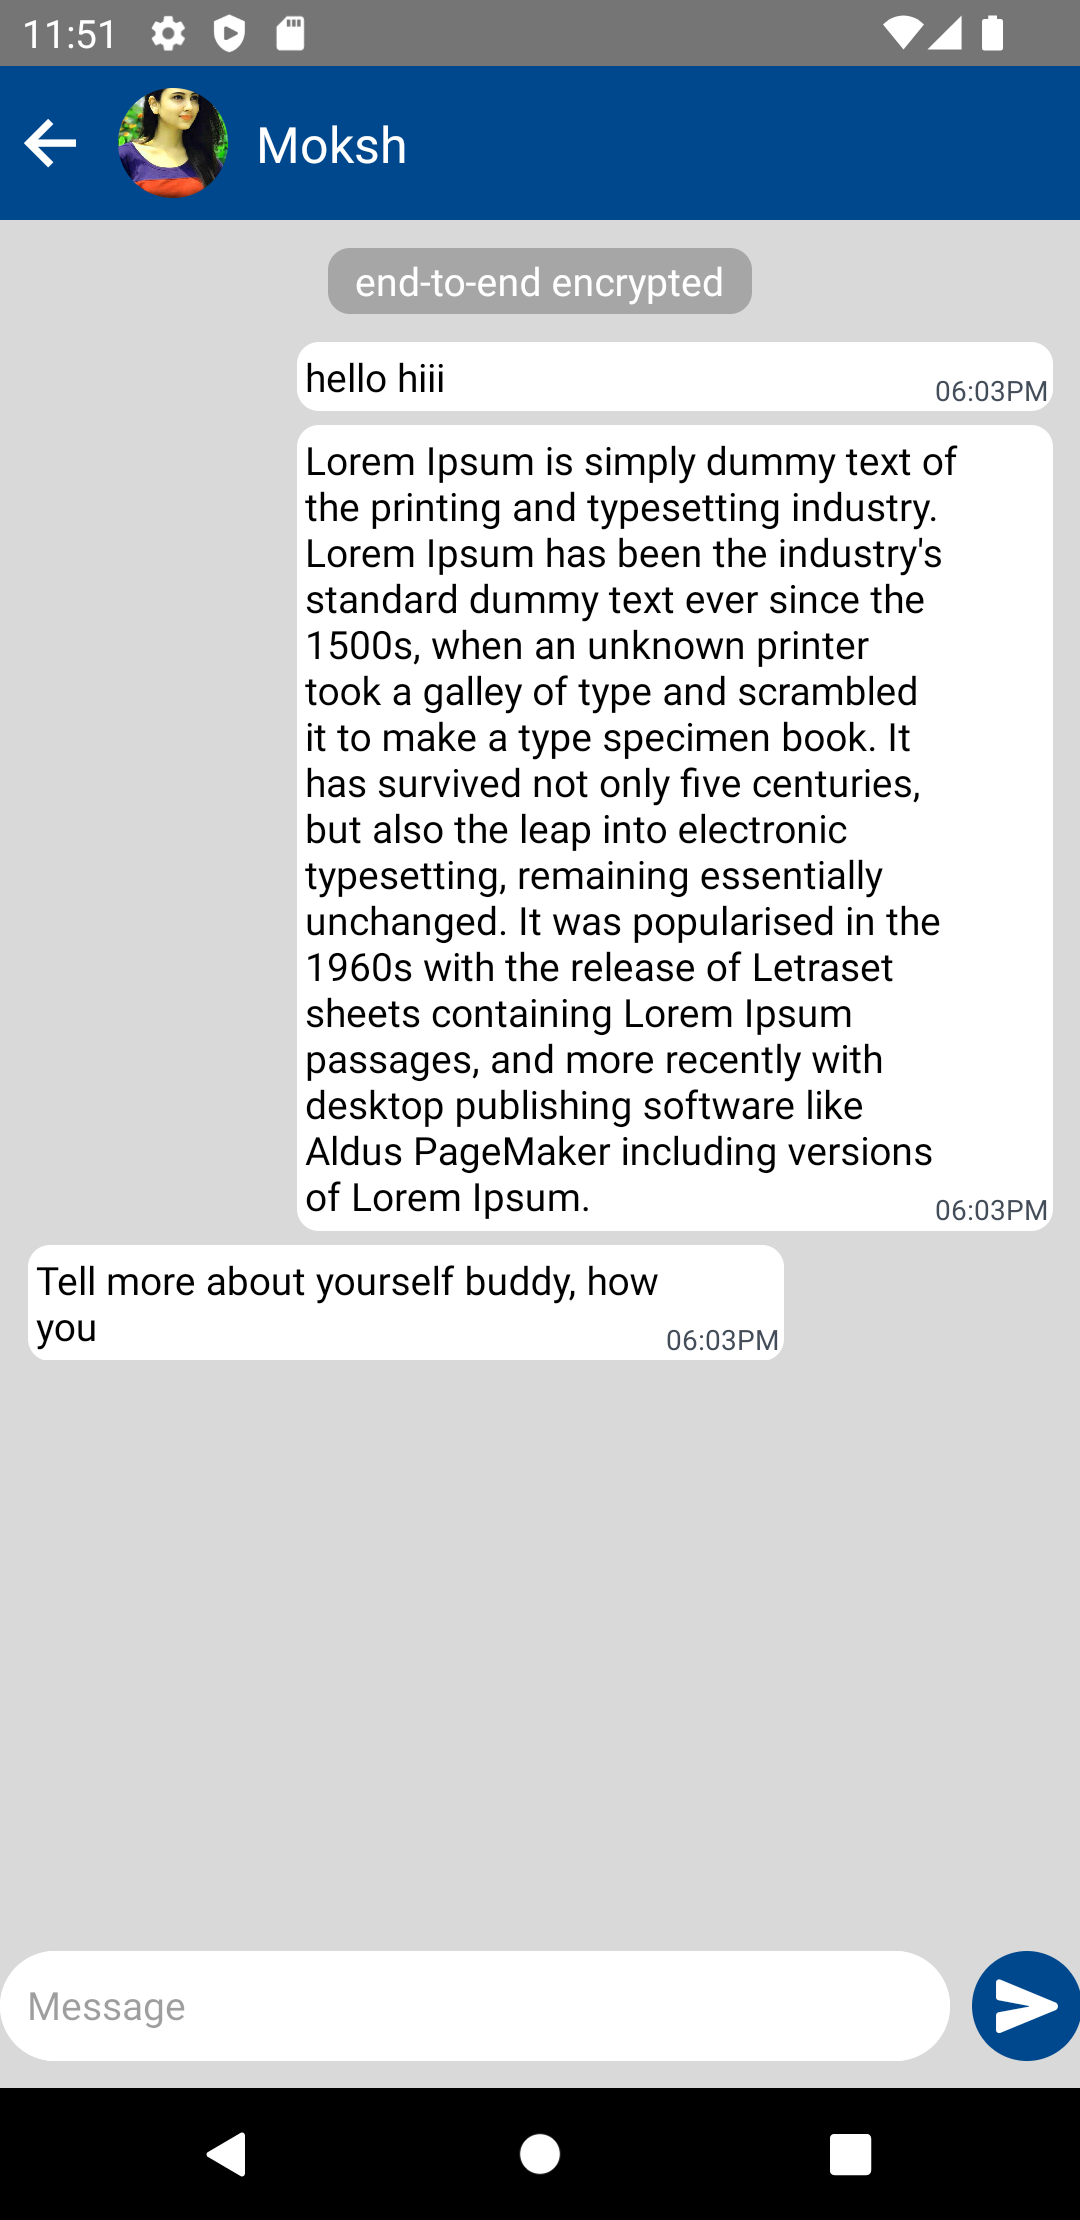 11:51
Moksh
end-to-end encrypted
hello hiii
06:03PM
Lorem Ipsum is simply dummy text of
the printing and typesetting industry.
Lorem Ipsum has been the industry's
standard dummy text ever since the
1500s, when an unknown printer
took a galley of type and scrambled
it to make a type specimen book. It
has survived not only five centuries,
but also the leap into electronic
typesetting, remaining essentially
unchanged. It was popularised in the
1960s with the release of Letraset
sheets containing Lorem Ipsum
passages, and more recently with
desktop publishing software like
Aldus PageMaker including versions
of Lorem Ipsum.
06:03PM
Tell more about yourself buddy, how
you
06:03PM
Message